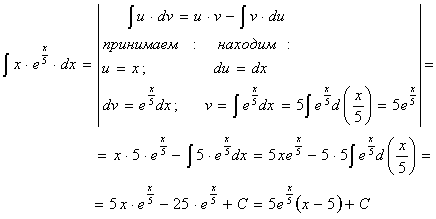 ∫ u · dv = u · v − ∫ v · du
принимаем : находим :
u = x ; du = dx
dv = e^{x/5} dx ; v = ∫ e^{x/5} dx = 5 ∫ e^{x/5} d(x/5) = 5e^{x/5}
∫ x · e^{x/5} · dx = | | =
= x · 5 · e^{x/5} − ∫ 5 · e^{x/5} dx = 5xe^{x/5} − 5 · 5 ∫ e^{x/5} d(x/5) =
= 5x · e^{x/5} − 25 · e^{x/5} + C = 5e^{x/5} (x − 5) + C